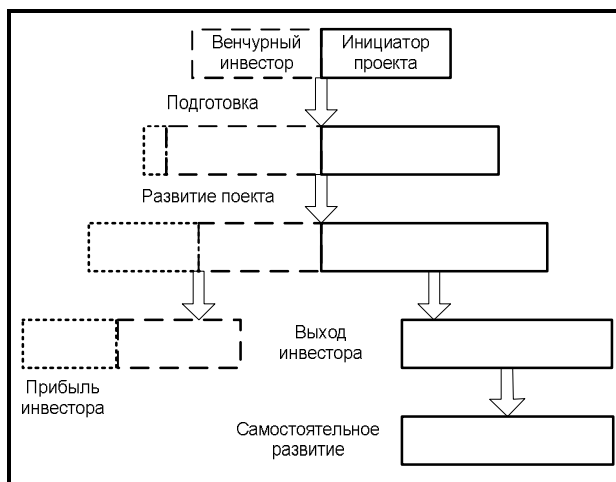 Венчурный
инвестор
Инициатор
проекта
Подготовка
Развитие поекта
Выход
инвестора
Прибыль
инвестора
Самостоятельное
развитие